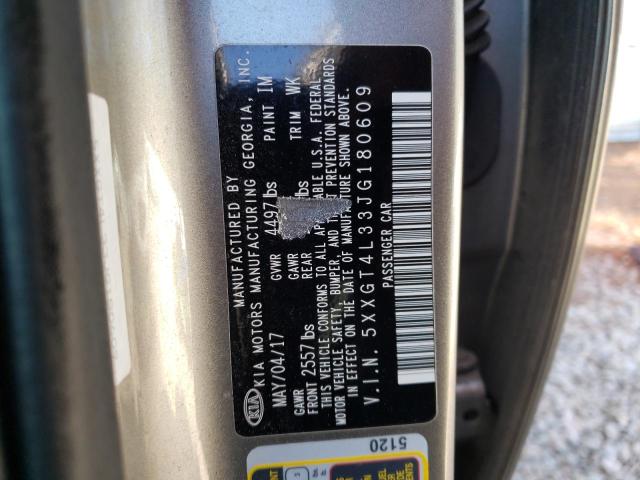 KIA
MANUFACTURED BY
KIA MOTORS MANUFACTURING GEORGIA, INC.
MAY/04/17 GVWR 4497 lbs PAINT IM
GAWR FRONT 2557 lbs GAWR REAR lbs TRIM WK
THIS VEHICLE CONFORMS TO ALL U.S.A. FEDERAL
MOTOR VEHICLE SAFETY, BUMPER, AND PREVENTION STANDARDS
IN EFFECT ON THE DATE OF MANUFACTURE SHOWN ABOVE.
V.I.N. 5XXGT4L33JG180609
PASSENGER CAR
5120